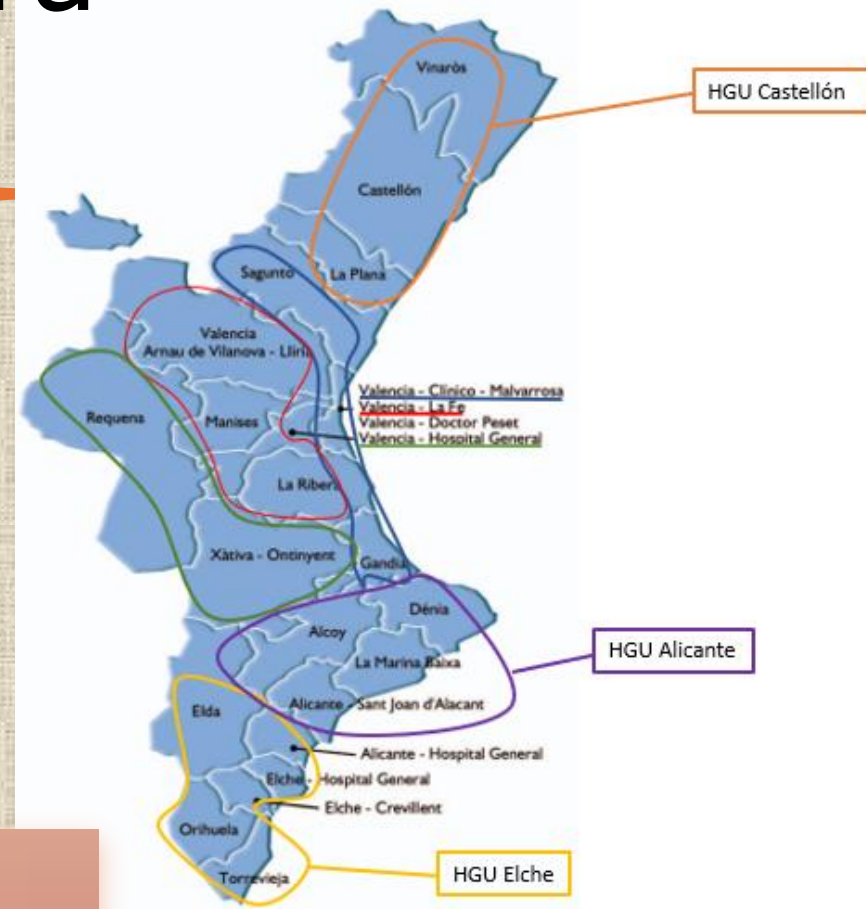 Vinaròs
HGU Castellón
Castellón
Sagunto
La Plana
Valencia
Arnau de Vilanova - Lliria
Valencia - Clínico - Malvarrosa
Valencia - La Fe
Valencia - Doctor Peset
Valencia - Hospital General
Requena
Manises
La Ribera
Xàtiva - Ontinyent
Gandia
Dénia
Alcoy
HGU Alicante
La Marina Baixa
Alicante - Sant Joan d'Alacant
Elda
Alicante - Hospital General
Elche - Hospital General
Elche - Crevillent
Orihuela
HGU Elche
Torrevieja